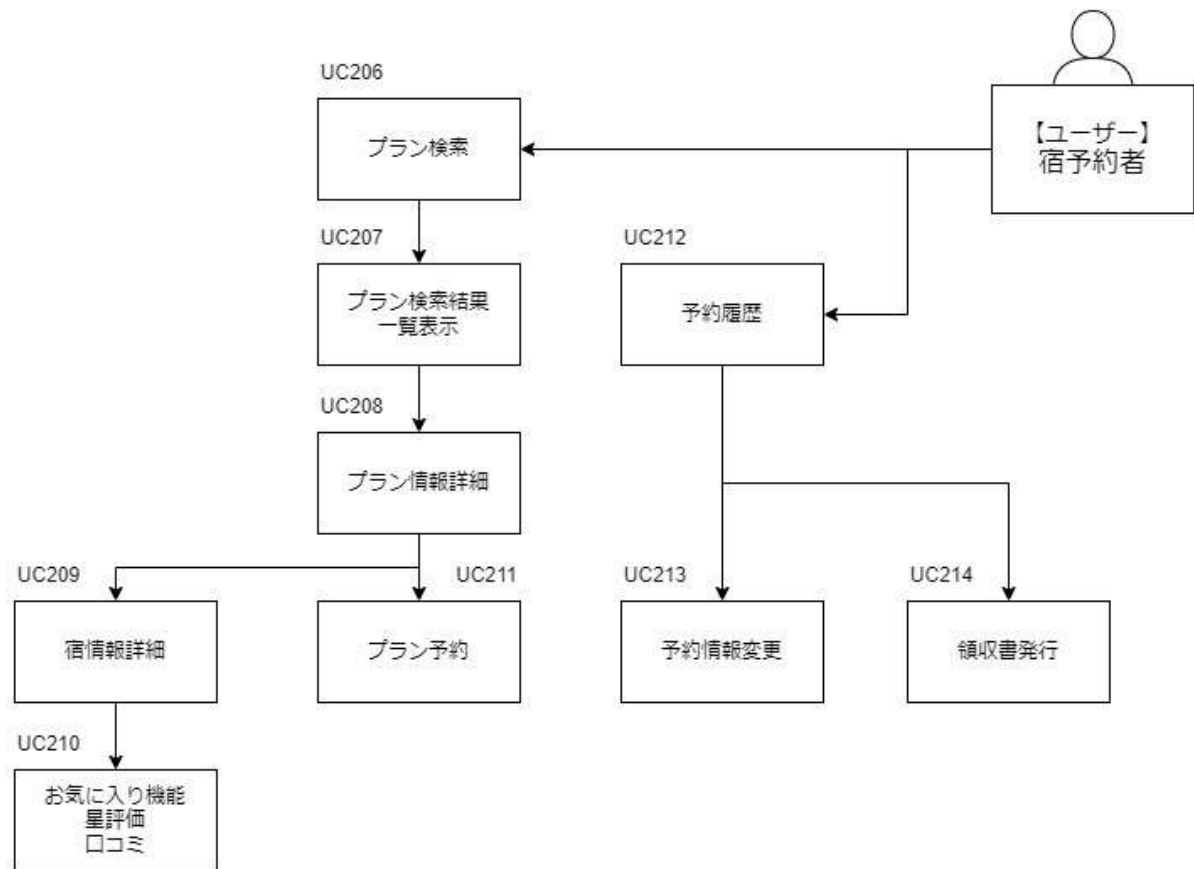 UC206
プラン検索
【ユーザー】
宿予約者
UC207
プラン検索結果
一覧表示
UC212
予約履歴
UC208
プラン情報詳細
UC209
宿情報詳細
UC211
プラン予約
UC213
予約情報変更
UC214
領収書発行
UC210
お気に入り機能
星評価
口コミ